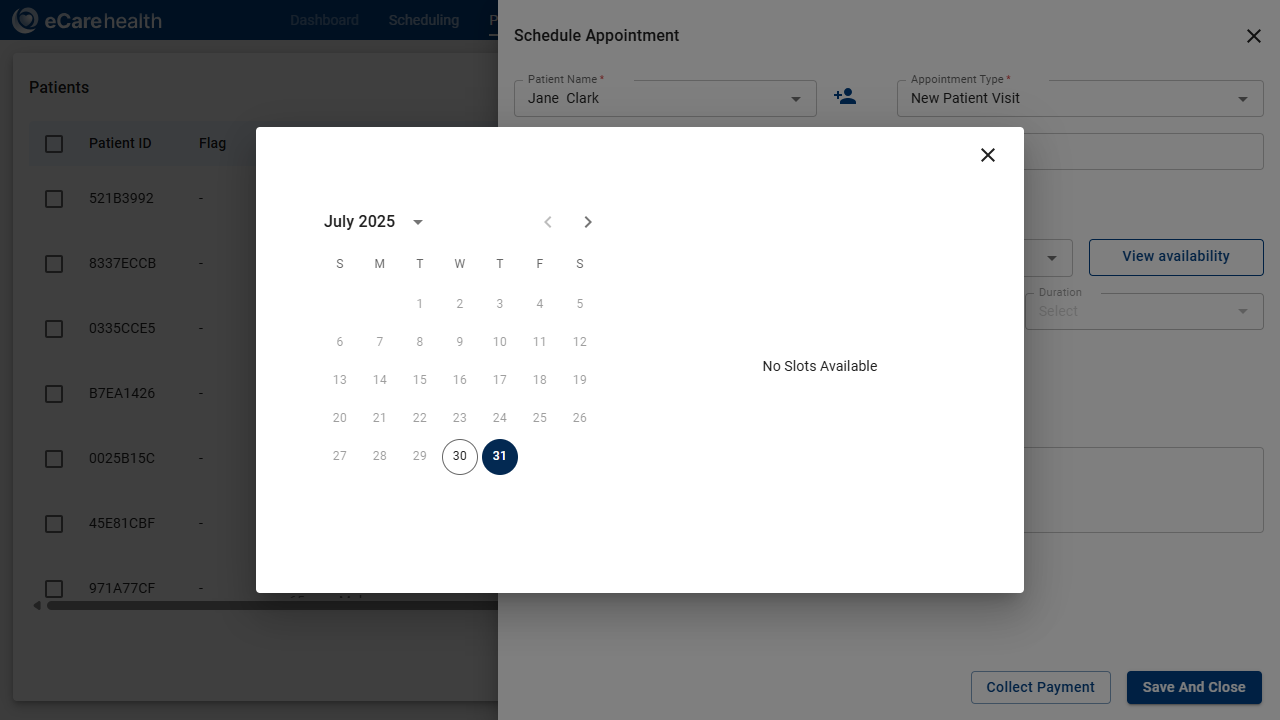 eCarehealth
Dashboard
Scheduling
P
Schedule Appointment
Patients
Patient Name *
Jane  Clark
Appointment Type *
New Patient Visit
Patient ID
Flag
521B3992
-
8337ECCB
-
0335CCE5
-
B7EA1426
-
0025B15C
-
45E81CBF
-
971A77CF
-
View availability
Duration
Select
July 2025
S M T W T F S
1 2 3 4 5
6 7 8 9 10 11 12
13 14 15 16 17 18 19
20 21 22 23 24 25 26
27 28 29 30 31
No Slots Available
Collect Payment
Save And Close